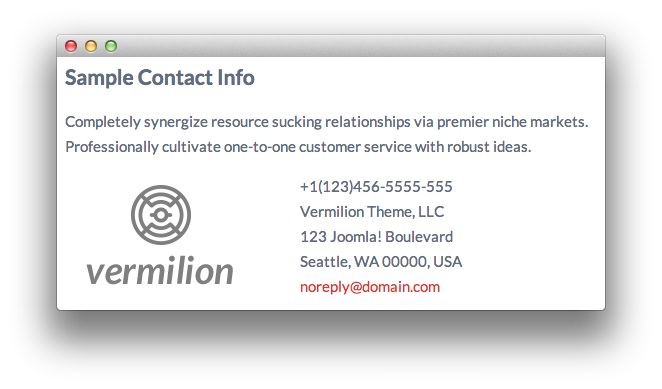 Sample Contact Info
Completely synergize resource sucking relationships via premier niche markets.
Professionally cultivate one-to-one customer service with robust ideas.
vermilion
+1(123)456-5555-555
Vermilion Theme, LLC
123 Joomla! Boulevard
Seattle, WA 00000, USA
noreply@domain.com